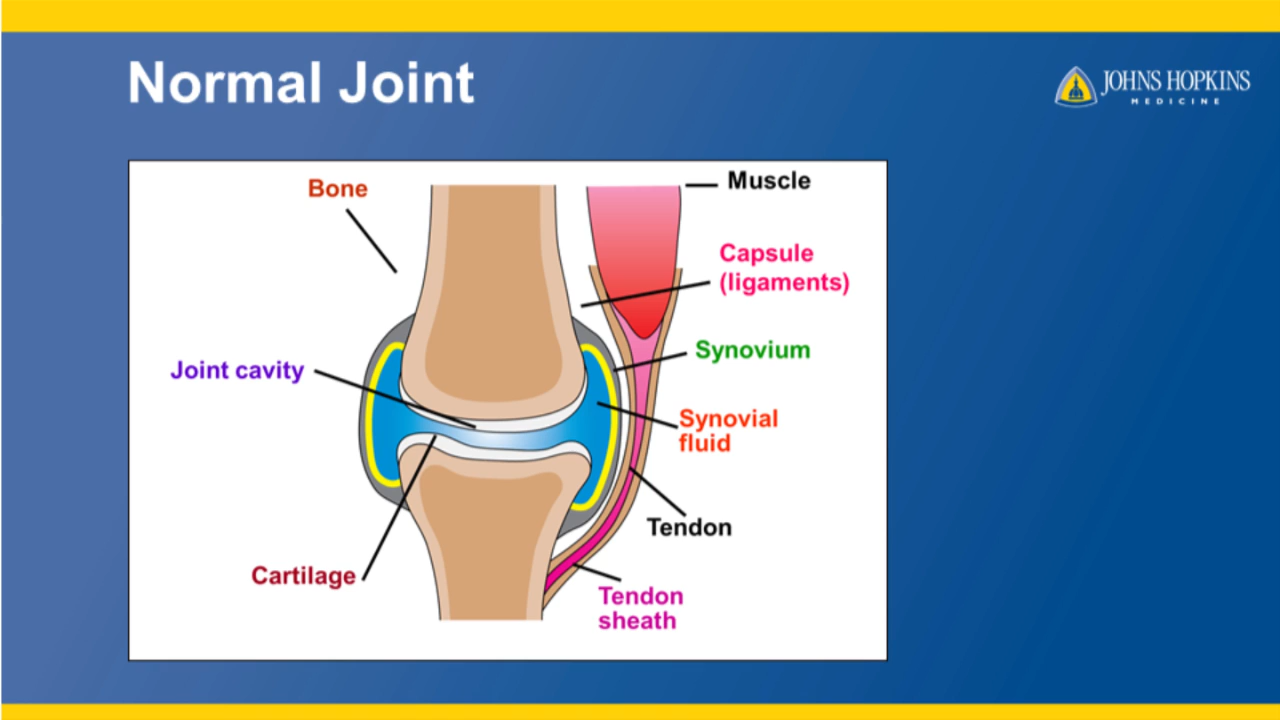 Normal Joint
JOHNS HOPKINS
MEDICINE
Bone
Muscle
Capsule
(ligaments)
Synovium
Joint cavity
Synovial
fluid
Tendon
Cartilage
Tendon
sheath